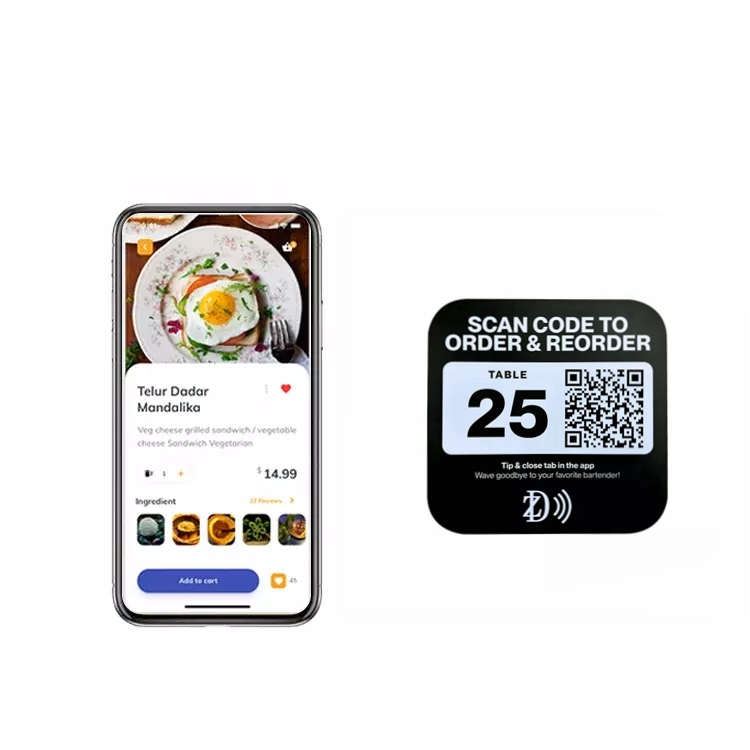 Telur Dadar
Mandalika
Veg cheese grilled sandwich / vegetable
cheese Sandwich Vegetarian
1 +
$ 14.99
Ingredient
23 Reviews >
Add to cart
45
SCAN CODE TO
ORDER & REORDER
TABLE
25
Tip & close tab in the app
Wave goodbye to your favorite bartender!